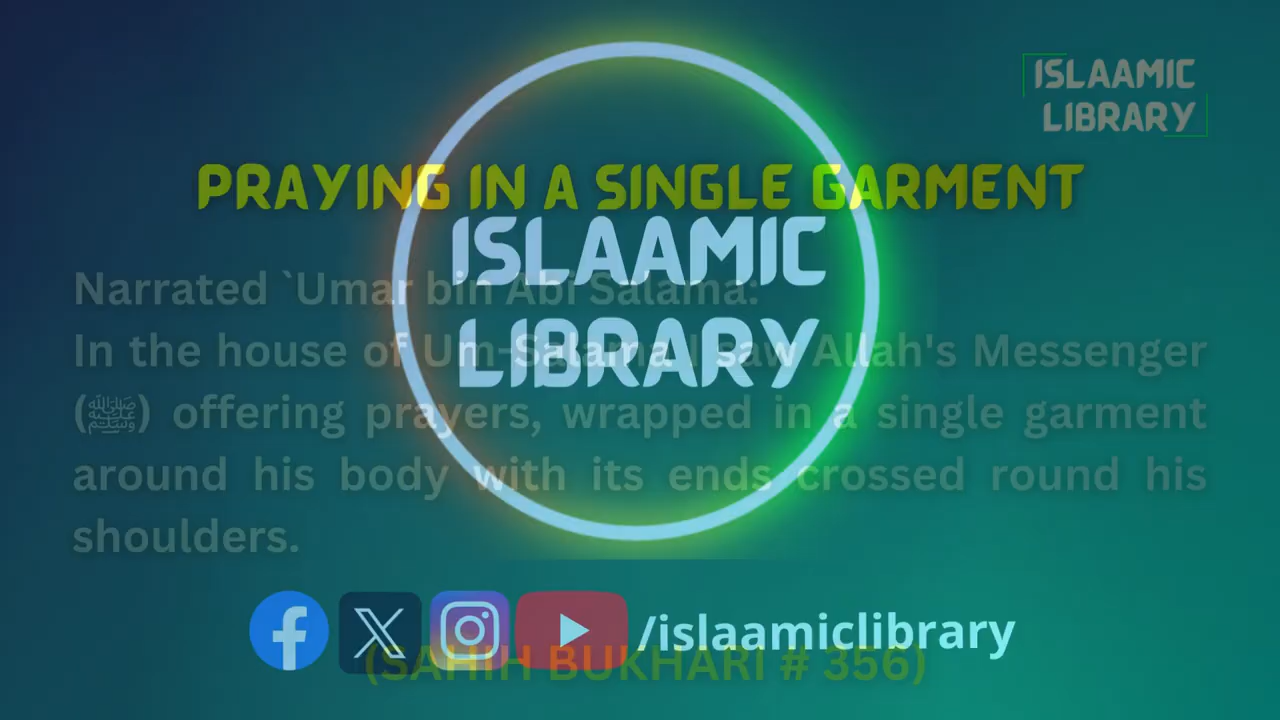 ISLAAMIC
LIBRARY
PRAYING IN A SINGLE GARMENT
ISLAAMIC
LIBRARY
Narrated `Umar bin Abi Salama:
In the house of Um-Salama I saw Allah's Messenger
(ﷺ) offering prayers, wrapped in a single garment
around his body with its ends crossed round his
shoulders.
/islaamiclibrary
(SAHIH BUKHARI # 356)